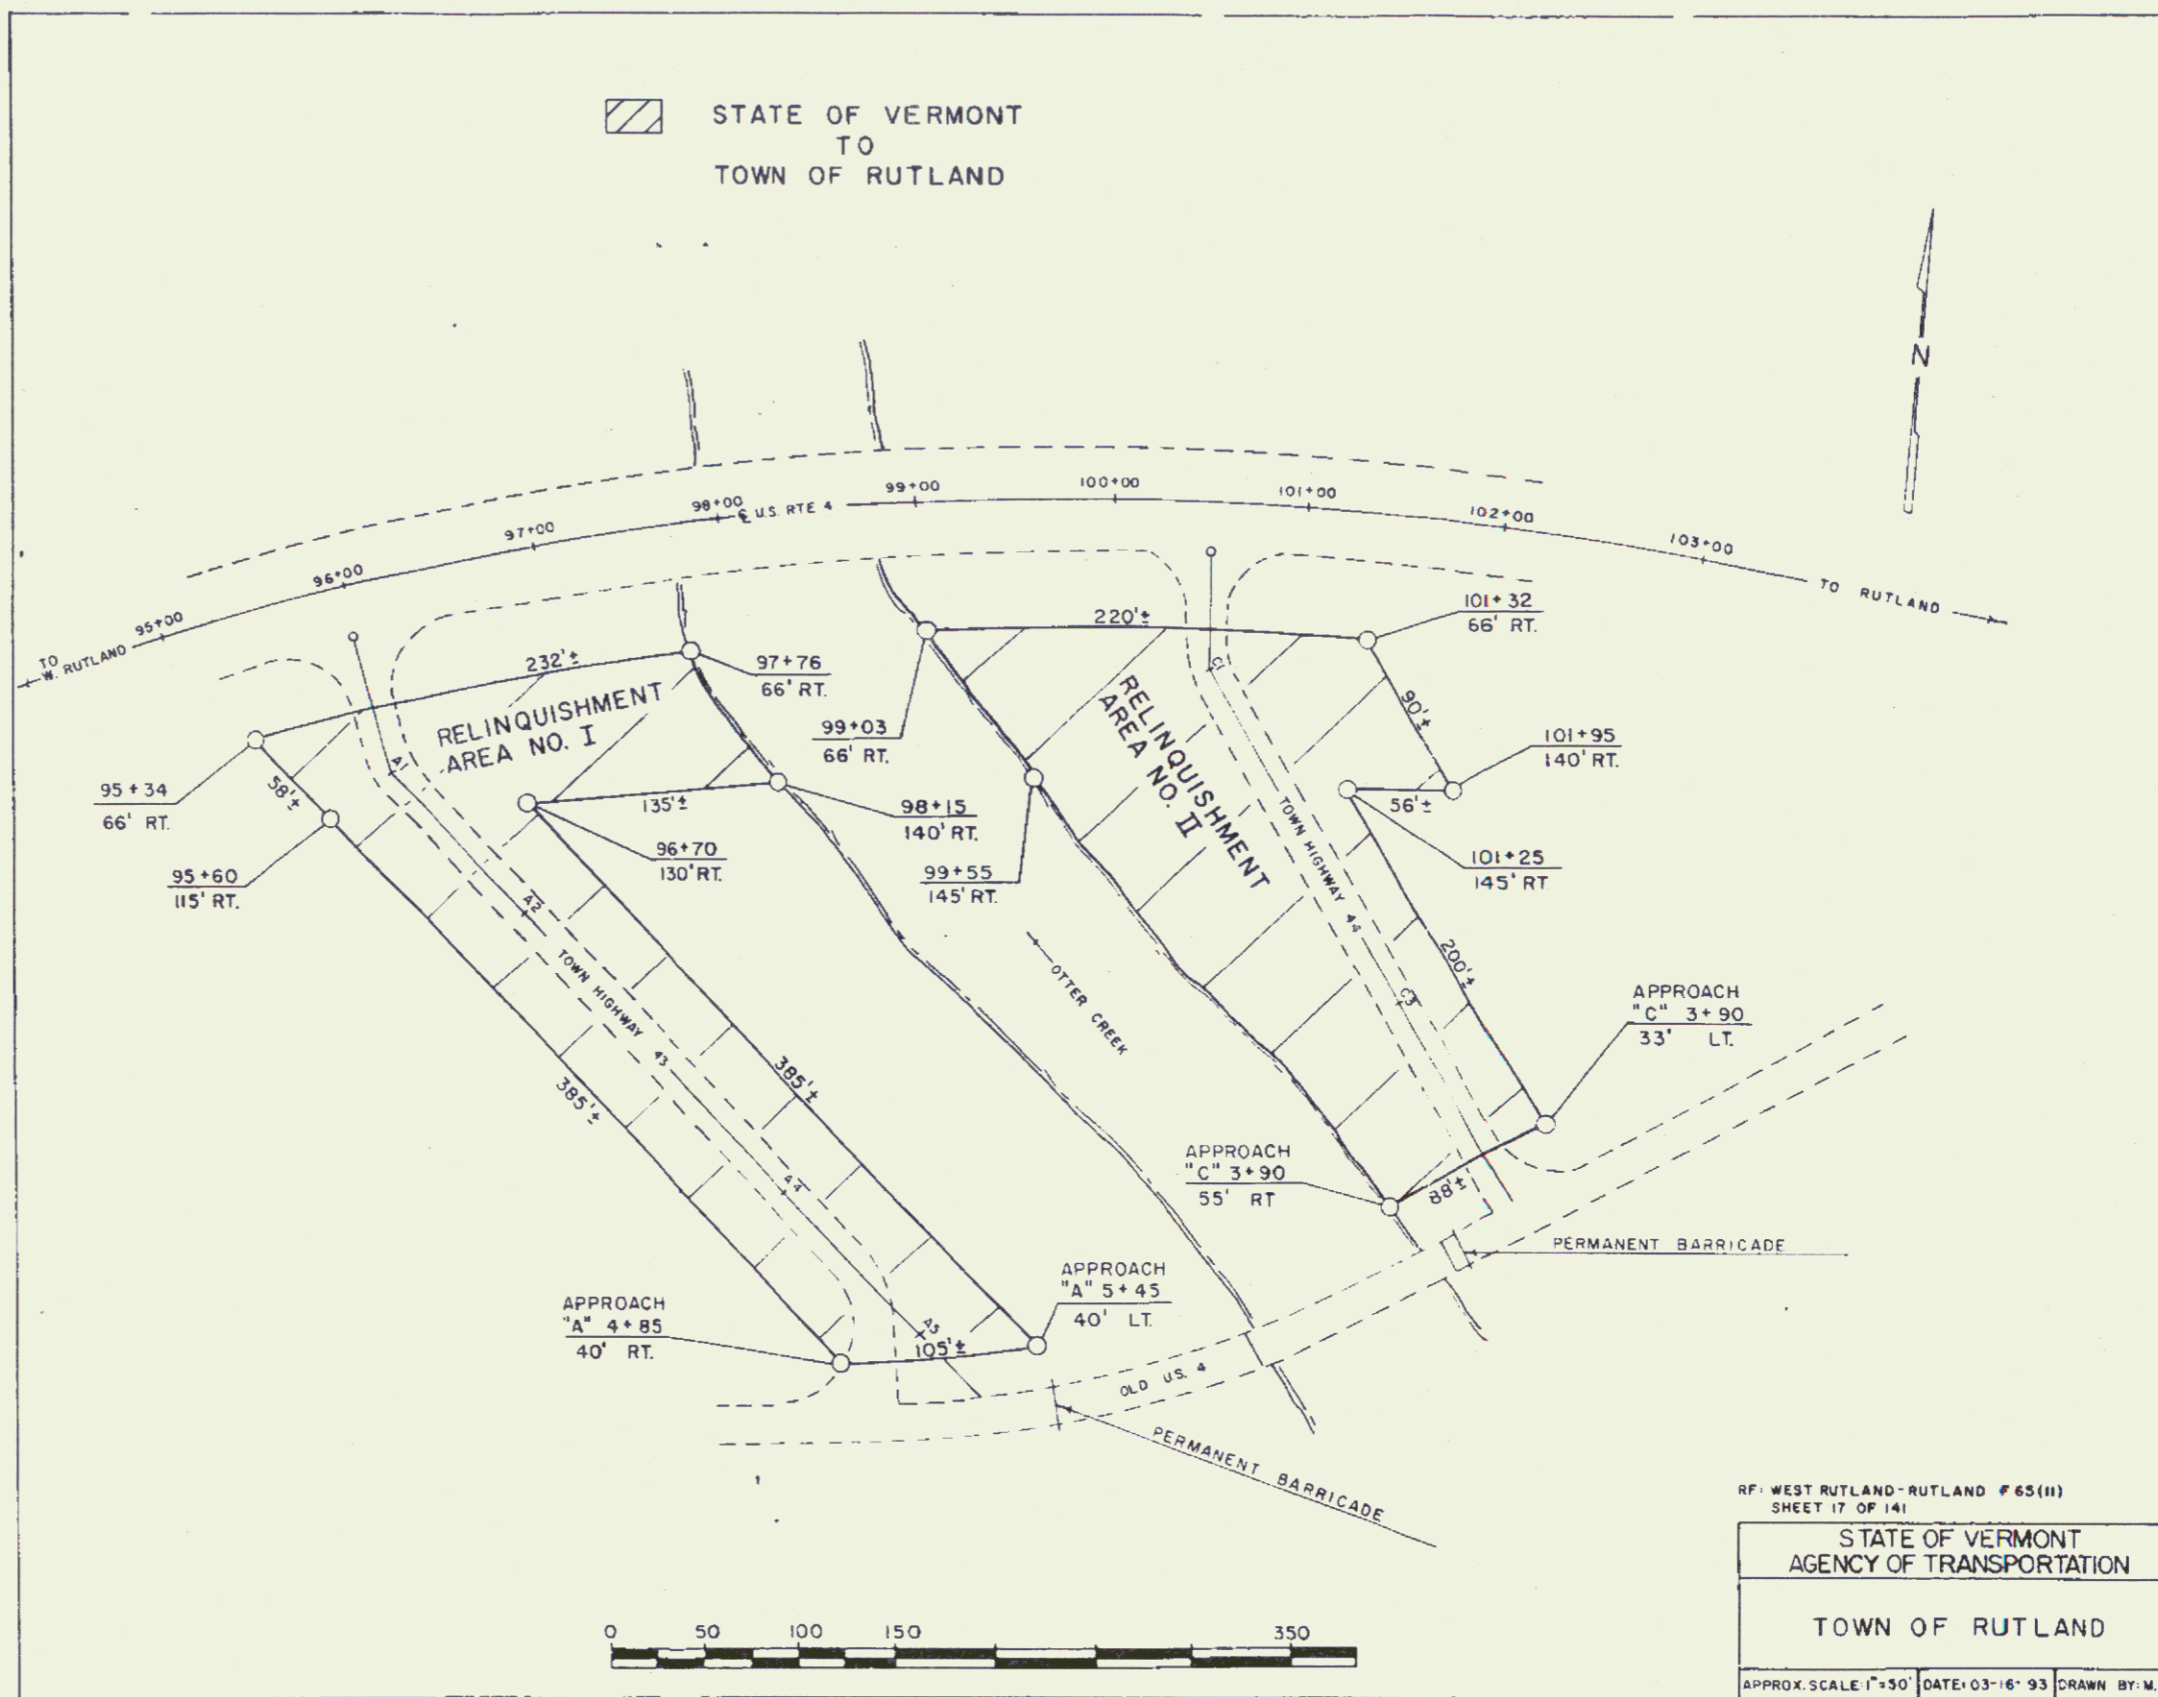 STATE OF VERMONT
TO
TOWN OF RUTLAND
N
TO
W. RUTLAND
95+00
96+00
97+00
98+00
℄ U.S. RTE 4
99+00
100+00
101+00
102+00
103+00
TO RUTLAND
232'±
RELINQUISHMENT
AREA NO. I
97+76
66' RT.
99+03
66' RT.
220'±
101+32
66' RT.
90'±
101+95
140' RT.
56'±
101+25
145' RT
95+34
66' RT.
58'±
95+60
115' RT.
135'±
98+15
140' RT.
96+70
130' RT.
99+55
145' RT.
RELINQUISHMENT
AREA NO. II
C1
TOWN HIGHWAY 44
C3
200'±
A1
A2
TOWN HIGHWAY 43
A4
A5
385'±
385'±
OTTER CREEK
APPROACH
"C" 3+90
33' LT.
APPROACH
"C" 3+90
55' RT
88'±
PERMANENT BARRICADE
APPROACH
"A" 5+45
40' LT.
APPROACH
"A" 4+85
40' RT.
105'±
OLD U.S. 4
PERMANENT BARRICADE
0 50 100 150 350
RF: WEST RUTLAND-RUTLAND F 65(11)
SHEET 17 OF 141
STATE OF VERMONT
AGENCY OF TRANSPORTATION
TOWN OF RUTLAND
APPROX. SCALE: 1"=50' DATE: 03-16-93 DRAWN BY: M.